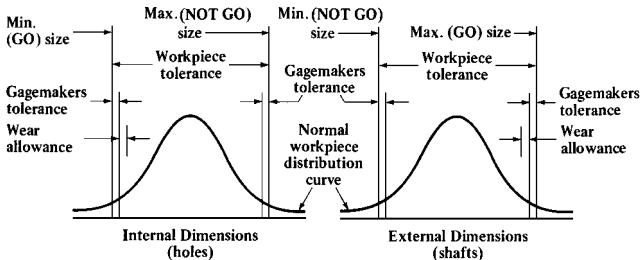 Min.
(GO) size
Max. (NOT GO)
size
Workpiece
tolerance
Gagemakers
tolerance
Wear
allowance
Internal Dimensions
(holes)
Min. (NOT GO)
size
Max. (GO) size
Workpiece
tolerance
Gagemakers
tolerance
Normal
workpiece
distribution
curve
Gagemakers
tolerance
Wear
allowance
External Dimensions
(shafts)